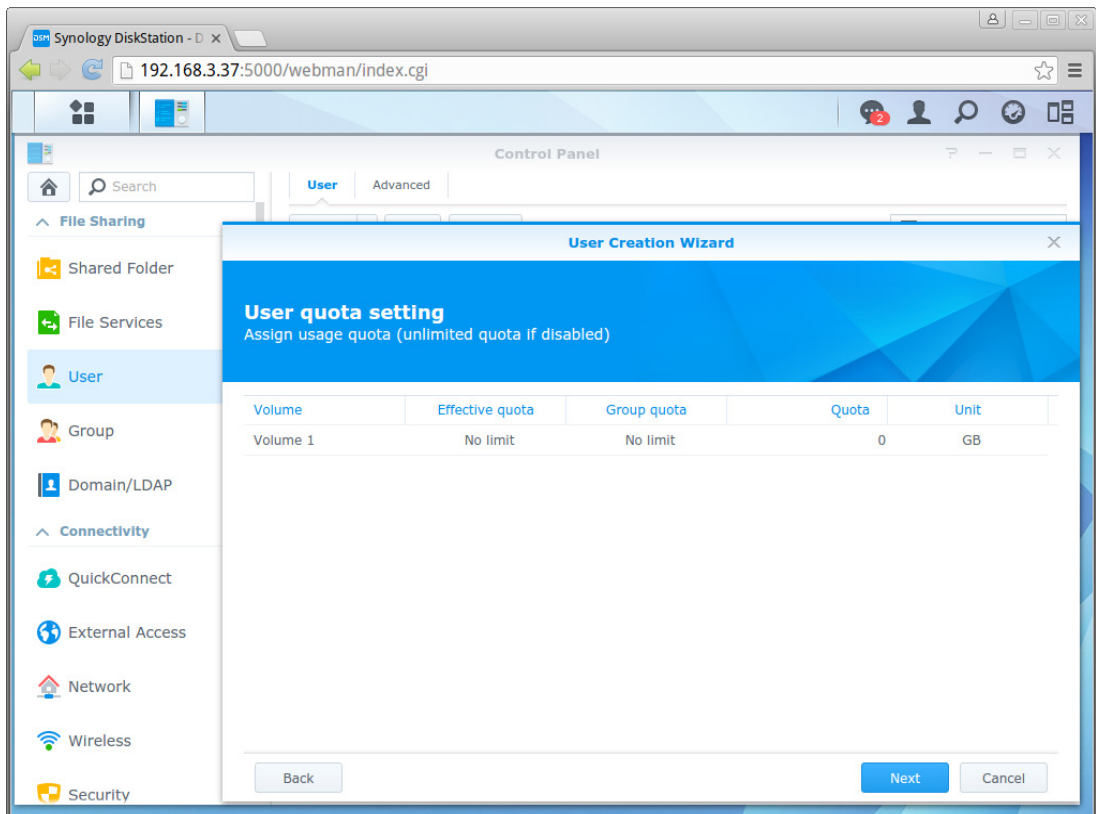 DSM Synology DiskStation - D
192.168.3.37:5000/webman/index.cgi
2
Control Panel
Search
User Advanced
File Sharing
Shared Folder
File Services
User
Group
Domain/LDAP
Connectivity
QuickConnect
External Access
Network
Wireless
Security
User Creation Wizard
User quota setting
Assign usage quota (unlimited quota if disabled)
Volume Effective quota Group quota Quota Unit
Volume 1 No limit No limit 0 GB
Back Next Cancel